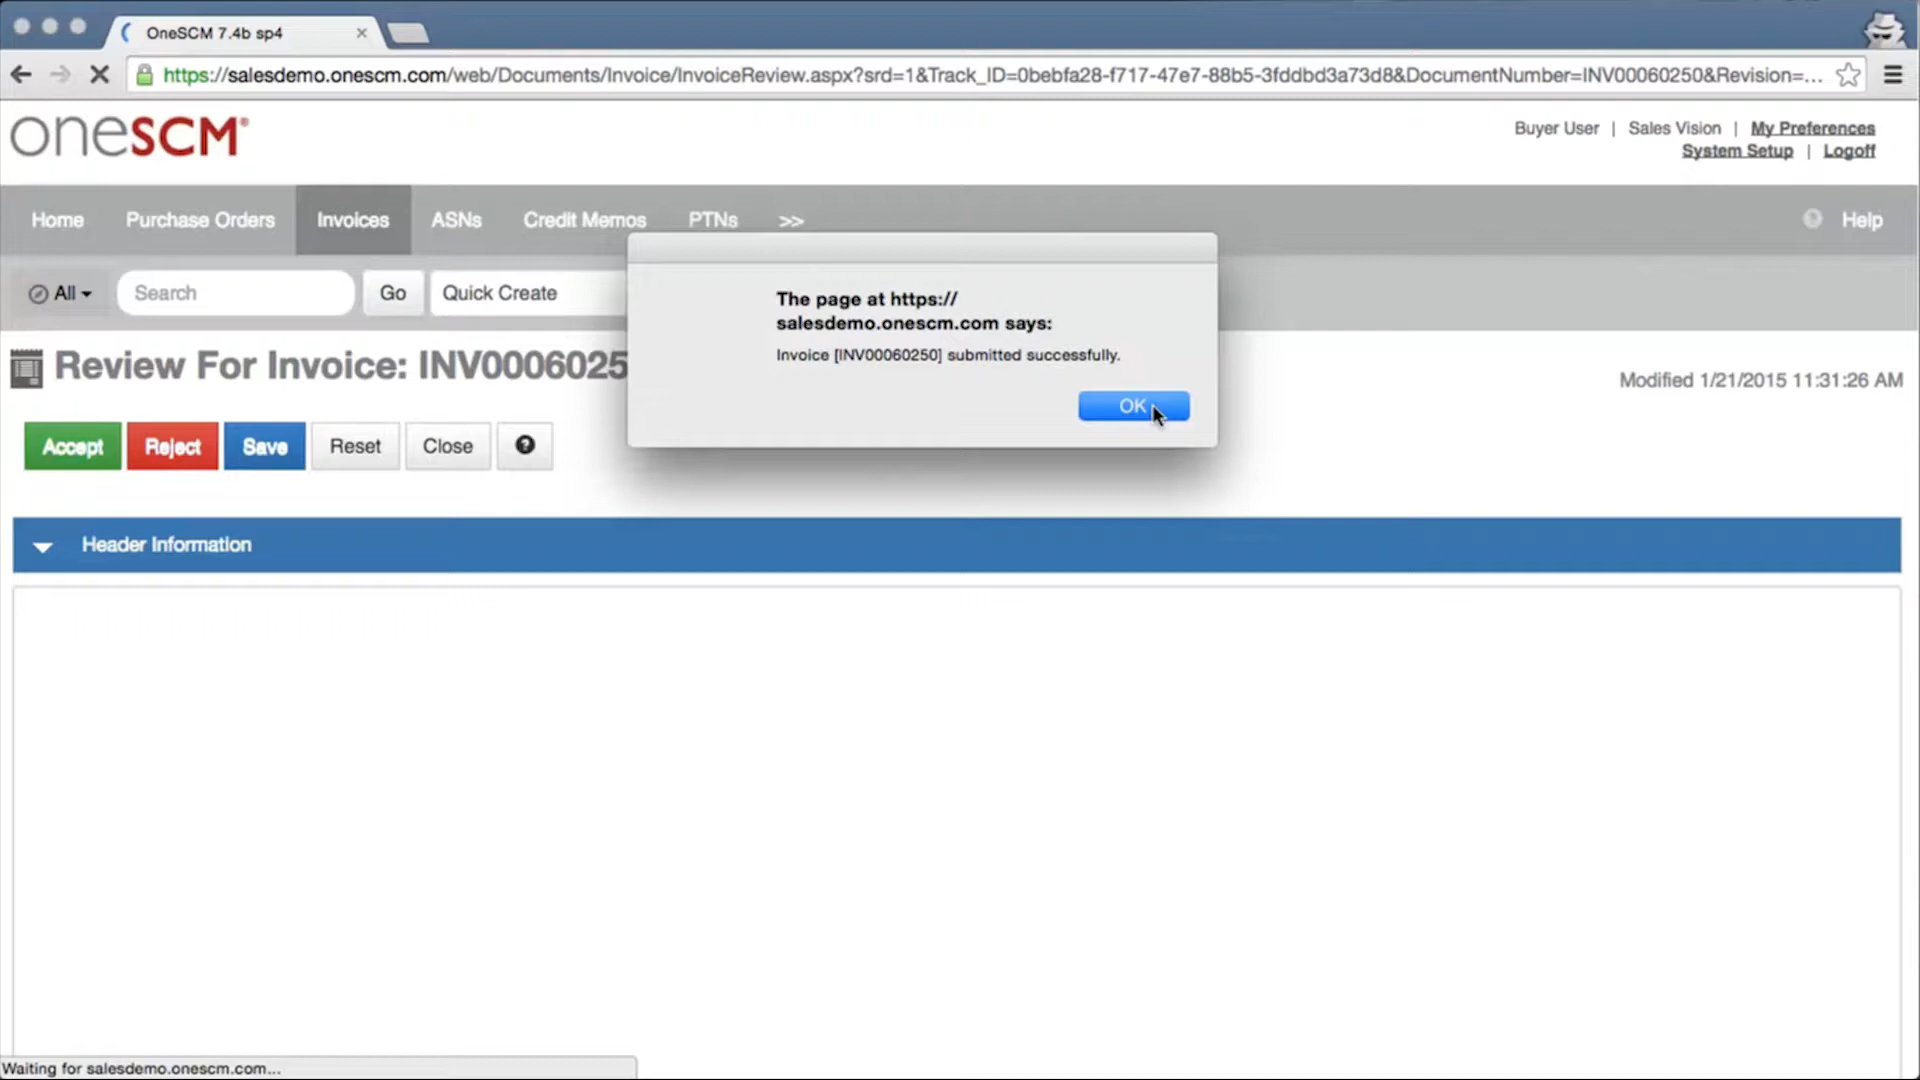 OneSCM 7.4b sp4
https://salesdemo.onescm.com/web/Documents/Invoice/InvoiceReview.aspx?srd=1&Track_ID=0bebfa28-f717-47e7-88b5-3fddbd3a73d8&DocumentNumber=INV00060250&Revision=...
oneSCM®
Buyer User | Sales Vision | My Preferences
System Setup | Logoff
Home Purchase Orders Invoices ASNs Credit Memos PTNs >> ? Help
All Search Go Quick Create
The page at https://
salesdemo.onescm.com says:
Invoice [INV00060250] submitted successfully.
OK
Review For Invoice: INV0006025
Modified 1/21/2015 11:31:26 AM
Accept Reject Save Reset Close ?
Header Information
Waiting for salesdemo.onescm.com...